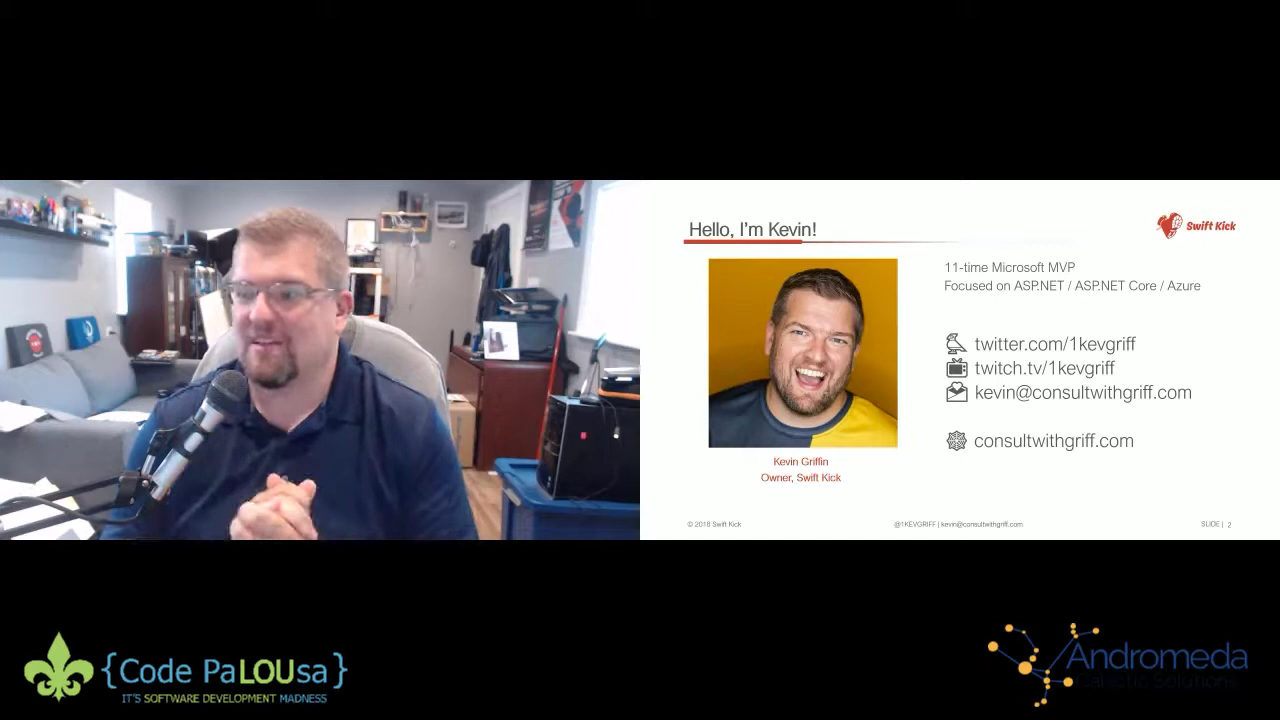 Hello, I'm Kevin!
Swift Kick
11-time Microsoft MVP
Focused on ASP.NET / ASP.NET Core / Azure
twitter.com/1kevgriff
twitch.tv/1kevgriff
kevin@consultwithgriff.com
consultwithgriff.com
Kevin Griffin
Owner, Swift Kick
© 2018 Swift Kick
@1KEVGRIFF | kevin@consultwithgriff.com
SLIDE | 2
{Code PaLOUsa}
IT'S SOFTWARE DEVELOPMENT MADNESS
Andromeda
Galactic Solutions